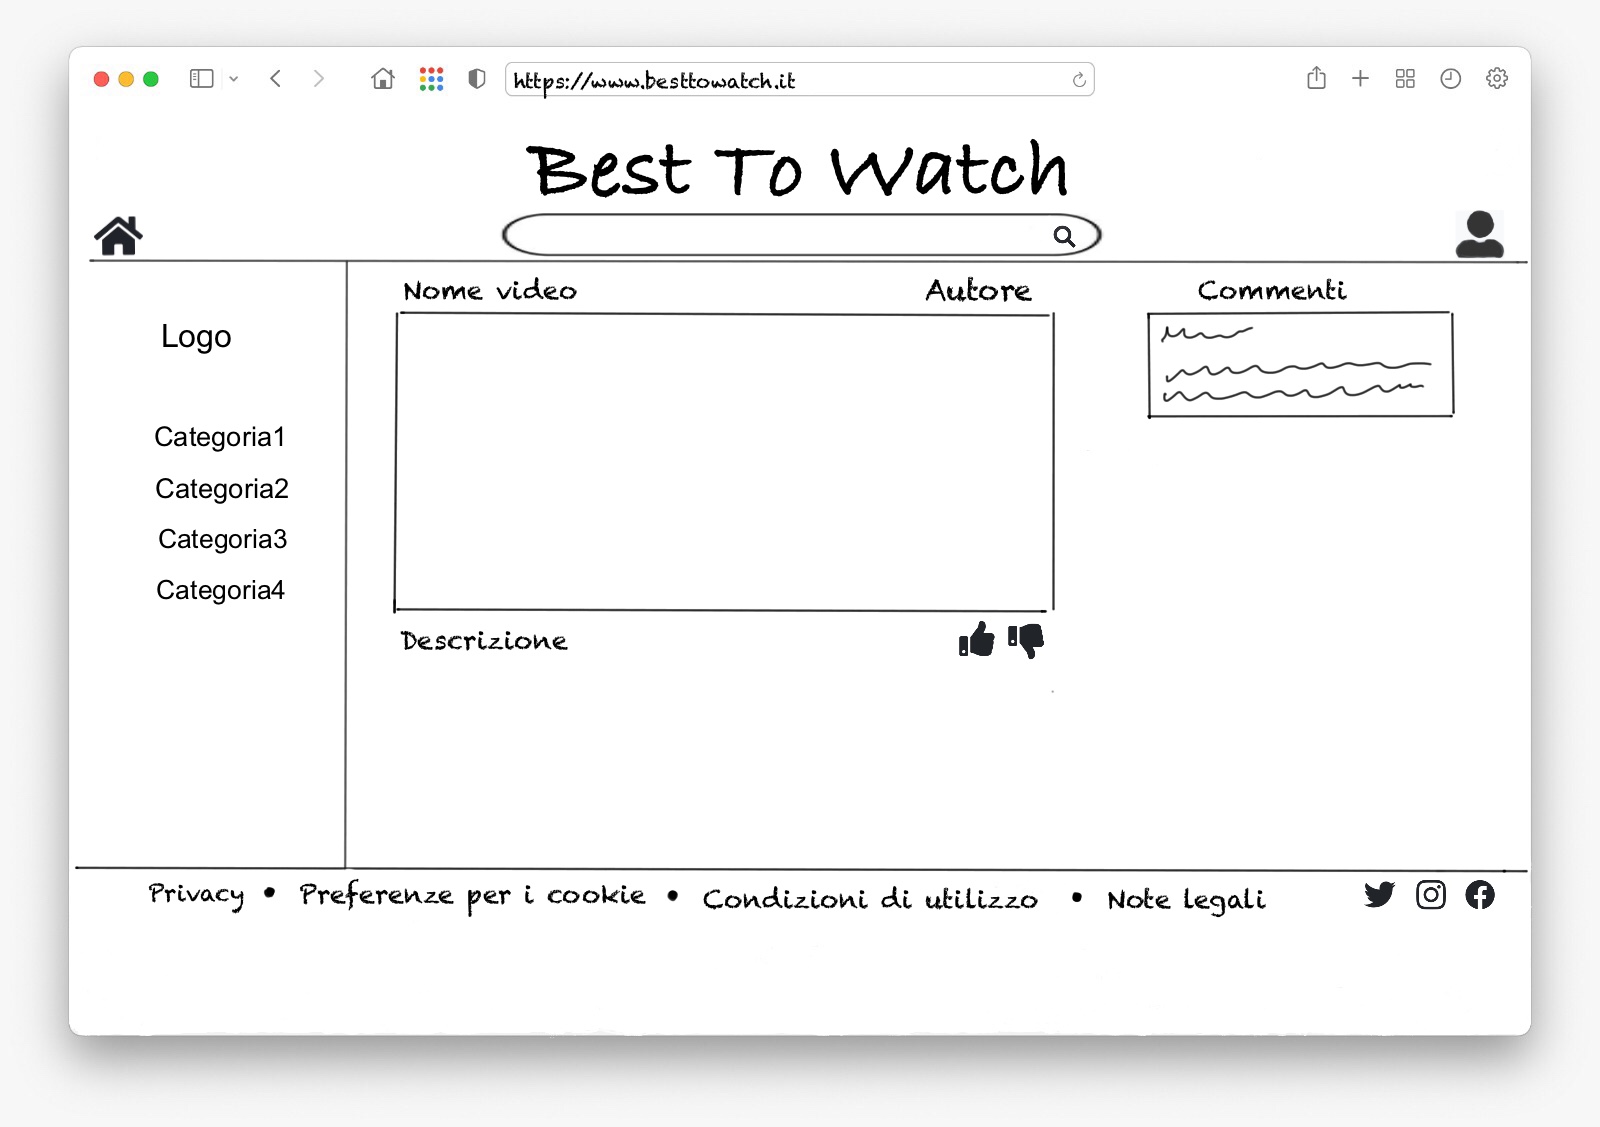 https://www.besttowatch.it
Best To Watch
Nome video
Autore
Commenti
Logo
Categoria1
Categoria2
Categoria3
Categoria4
Descrizione
Privacy • Preferenze per i cookie • Condizioni di utilizzo • Note legali